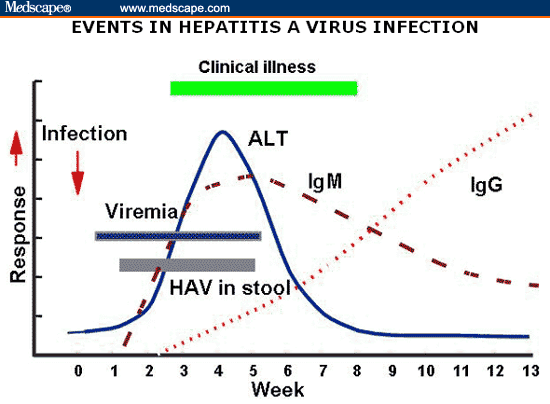 Medscape® www.medscape.com
EVENTS IN HEPATITIS A VIRUS INFECTION
Clinical illness
Infection
ALT
IgM
IgG
Viremia
HAV in stool
Response
0 1 2 3 4 5 6 7 8 9 10 11 12 13
Week